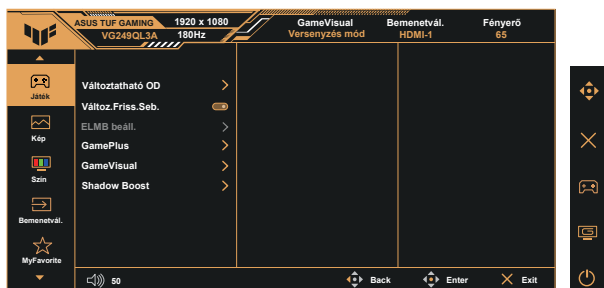 ASUS TUF GAMING 1920 x 1080
VG249QL3A 180Hz
GameVisual Bemenetvál. Fényerő
Versenyzés mód HDMI-1 65
Játék
Kép
Szín
Bemenetvál.
MyFavorite
Változtatható OD
Változ.Friss.Seb.
ELMB beáll.
GamePlus
GameVisual
Shadow Boost
50 Back Enter Exit